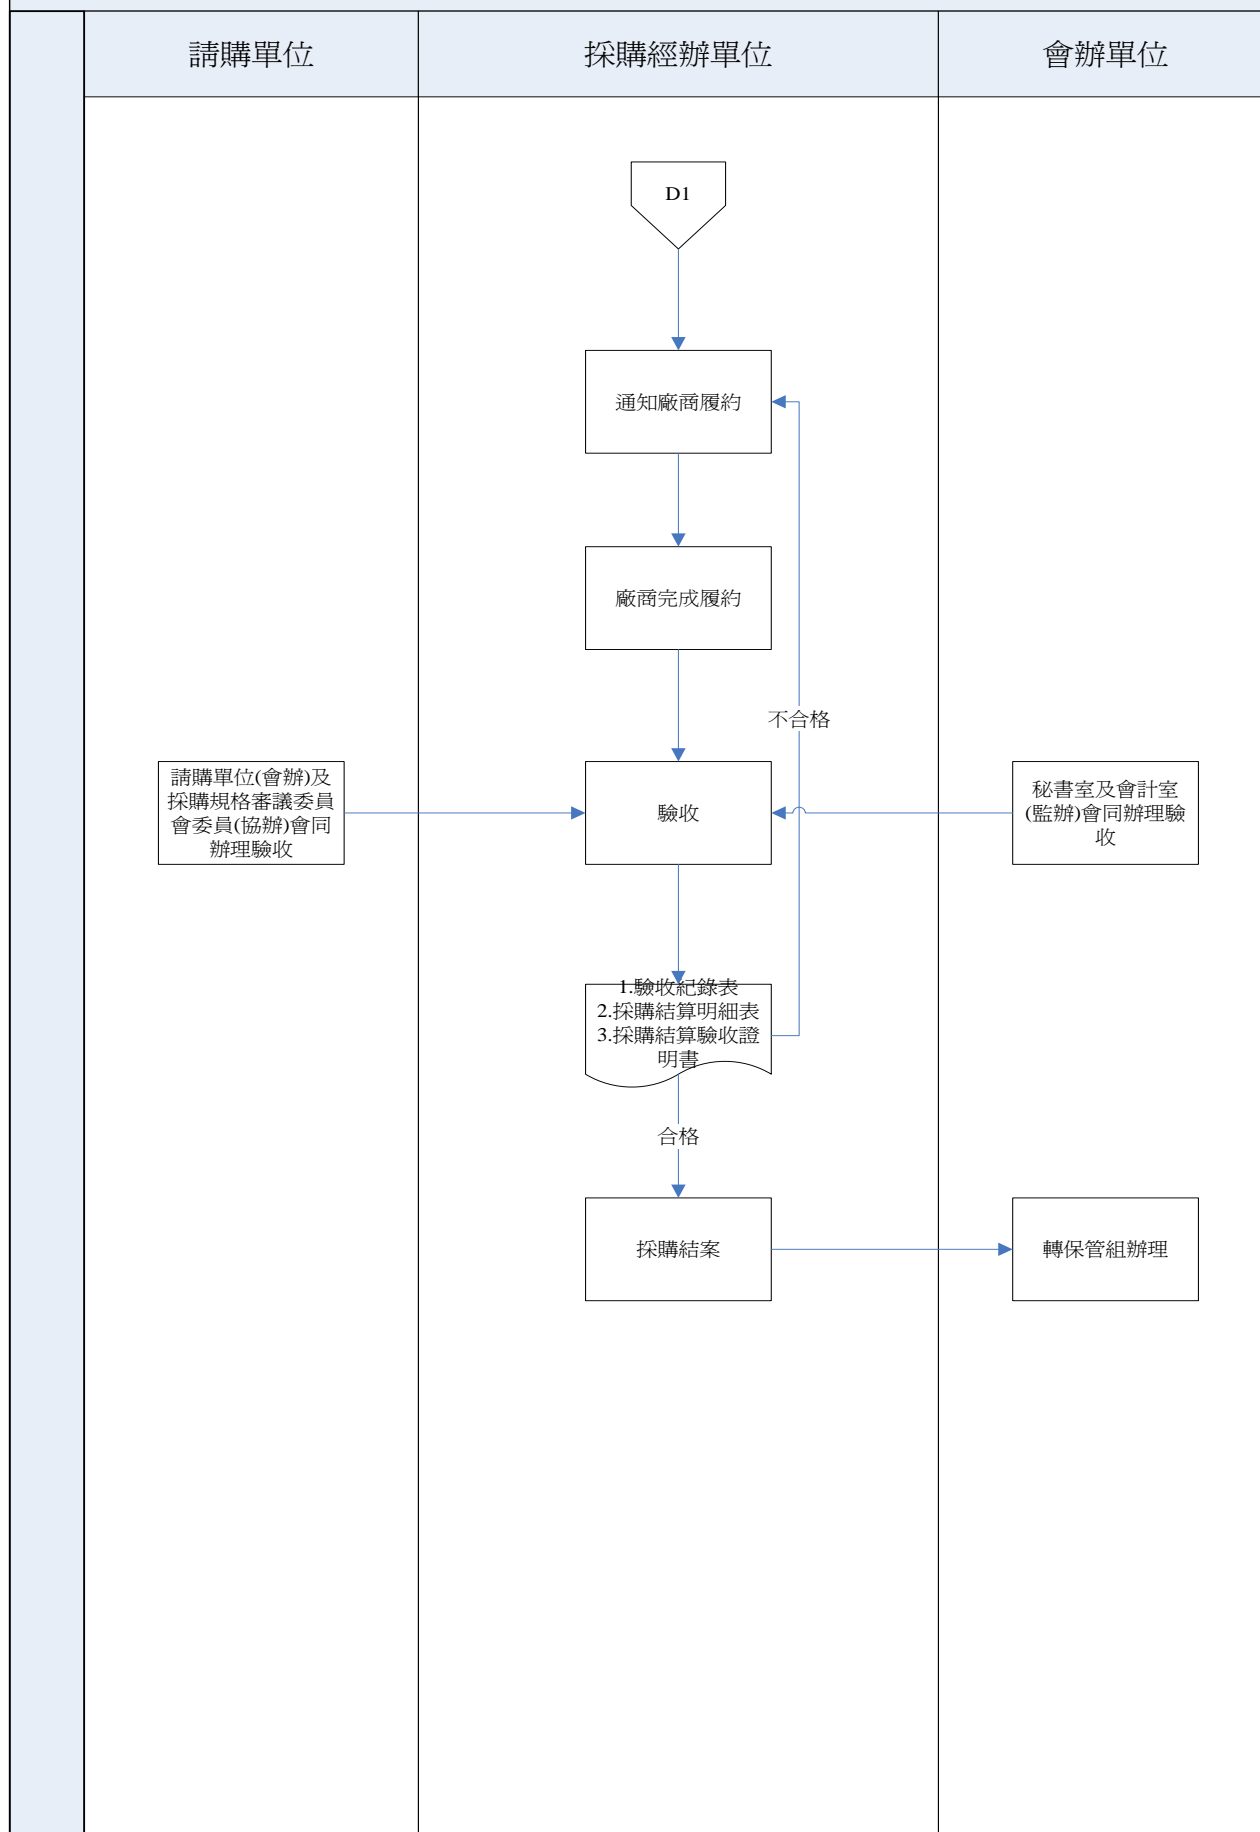 請購單位
採購經辦單位
會辦單位
D1
通知廠商履約
廠商完成履約
不合格
請購單位(會辦)及
採購規格審議委員
會委員(協辦)會同
辦理驗收
驗收
秘書室及會計室
(監辦)會同辦理驗
收
1.驗收紀錄表
2.採購結算明細表
3.採購結算驗收證
明書
合格
採購結案
轉保管組辦理